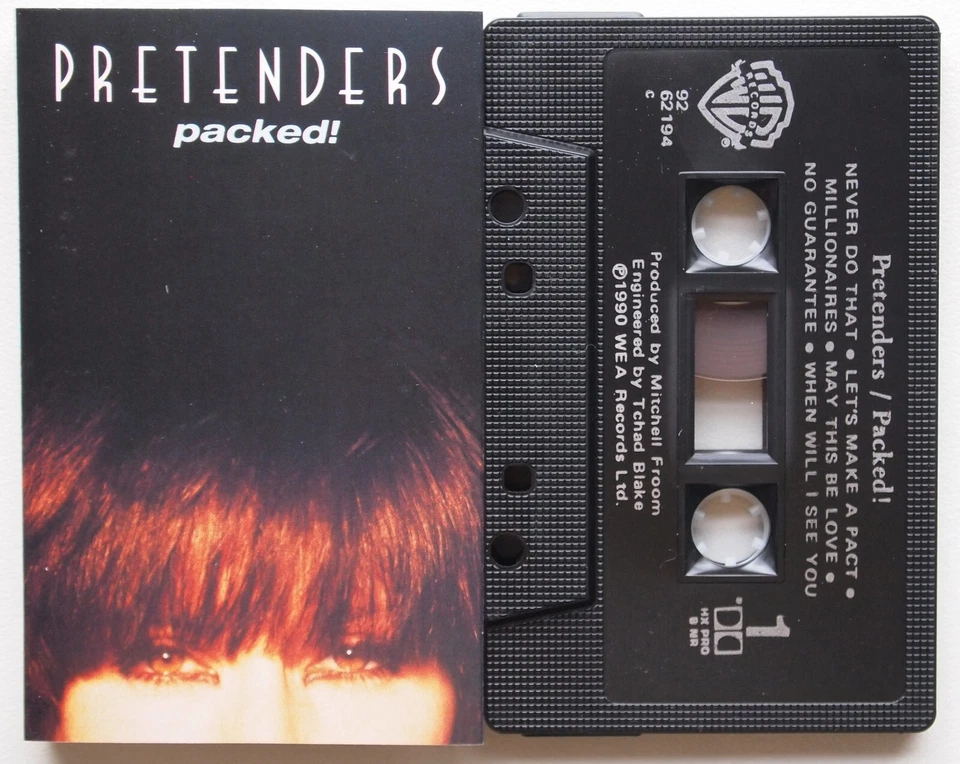 PRETENDERS
packed!
W RECORDS
®
92
62194
C
Pretenders / Packed!
NEVER DO THAT • LET'S MAKE A PACT •
MILLIONAIRES • MAY THIS BE LOVE •
NO GUARANTEE • WHEN WILL I SEE YOU
Produced by Mitchell Froom
Engineered by Tchad Blake
℗1990 WEA Records Ltd.
1
HX PRO
B NR